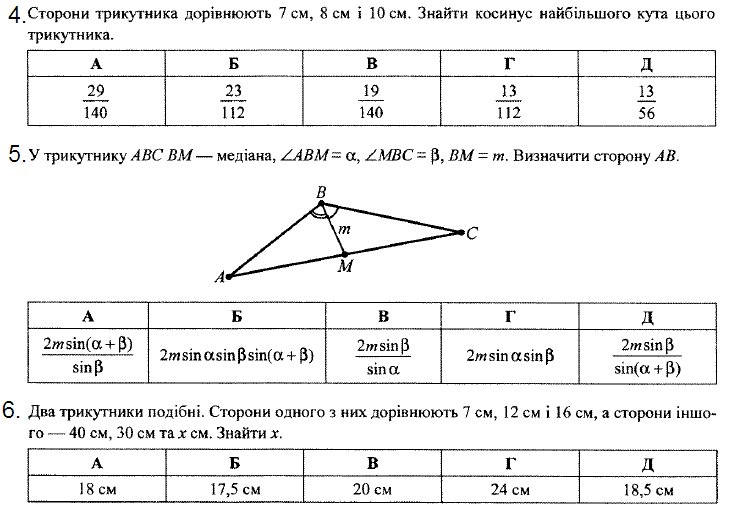 4. Сторони трикутника дорівнюють 7 см, 8 см і 10 см. Знайти косинус найбільшого кута цього
трикутника.
А Б В Г Д
29/140 23/112 19/140 13/112 13/56
5. У трикутнику ABC BM — медіана, ∠ABM = α, ∠MBC = β, BM = m. Визначити сторону AB.
B
m
C
M
A
А Б В Г Д
2m sin(α + β)/sin β 2m sin α sin β sin(α + β) 2m sin β/sin α 2m sin α sin β 2m sin β/sin(α + β)
6. Два трикутники подібні. Сторони одного з них дорівнюють 7 см, 12 см і 16 см, а сторони іншо-
го — 40 см, 30 см та x см. Знайти x.
А Б В Г Д
18 см 17,5 см 20 см 24 см 18,5 см